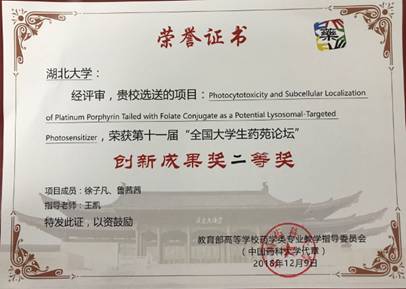 荣誉证书
藥
湖北大学：
经评审，贵校选送的项目：Photocytotoxicity and Subcellular Localization
of Platinum Porphyrin Tailed with Folate Conjugate as a Potential Lysosomal-Targeted
Photosensitizer，荣获第十一届“全国大学生药苑论坛”
创新成果奖二等奖
项目成员：徐子凡、鲁茜茜
指导老师：王凯
特发此证，以资鼓励
教育部高等学校药学类专业教学指导委员会
（中国药科大学代章）
2018年12月9日